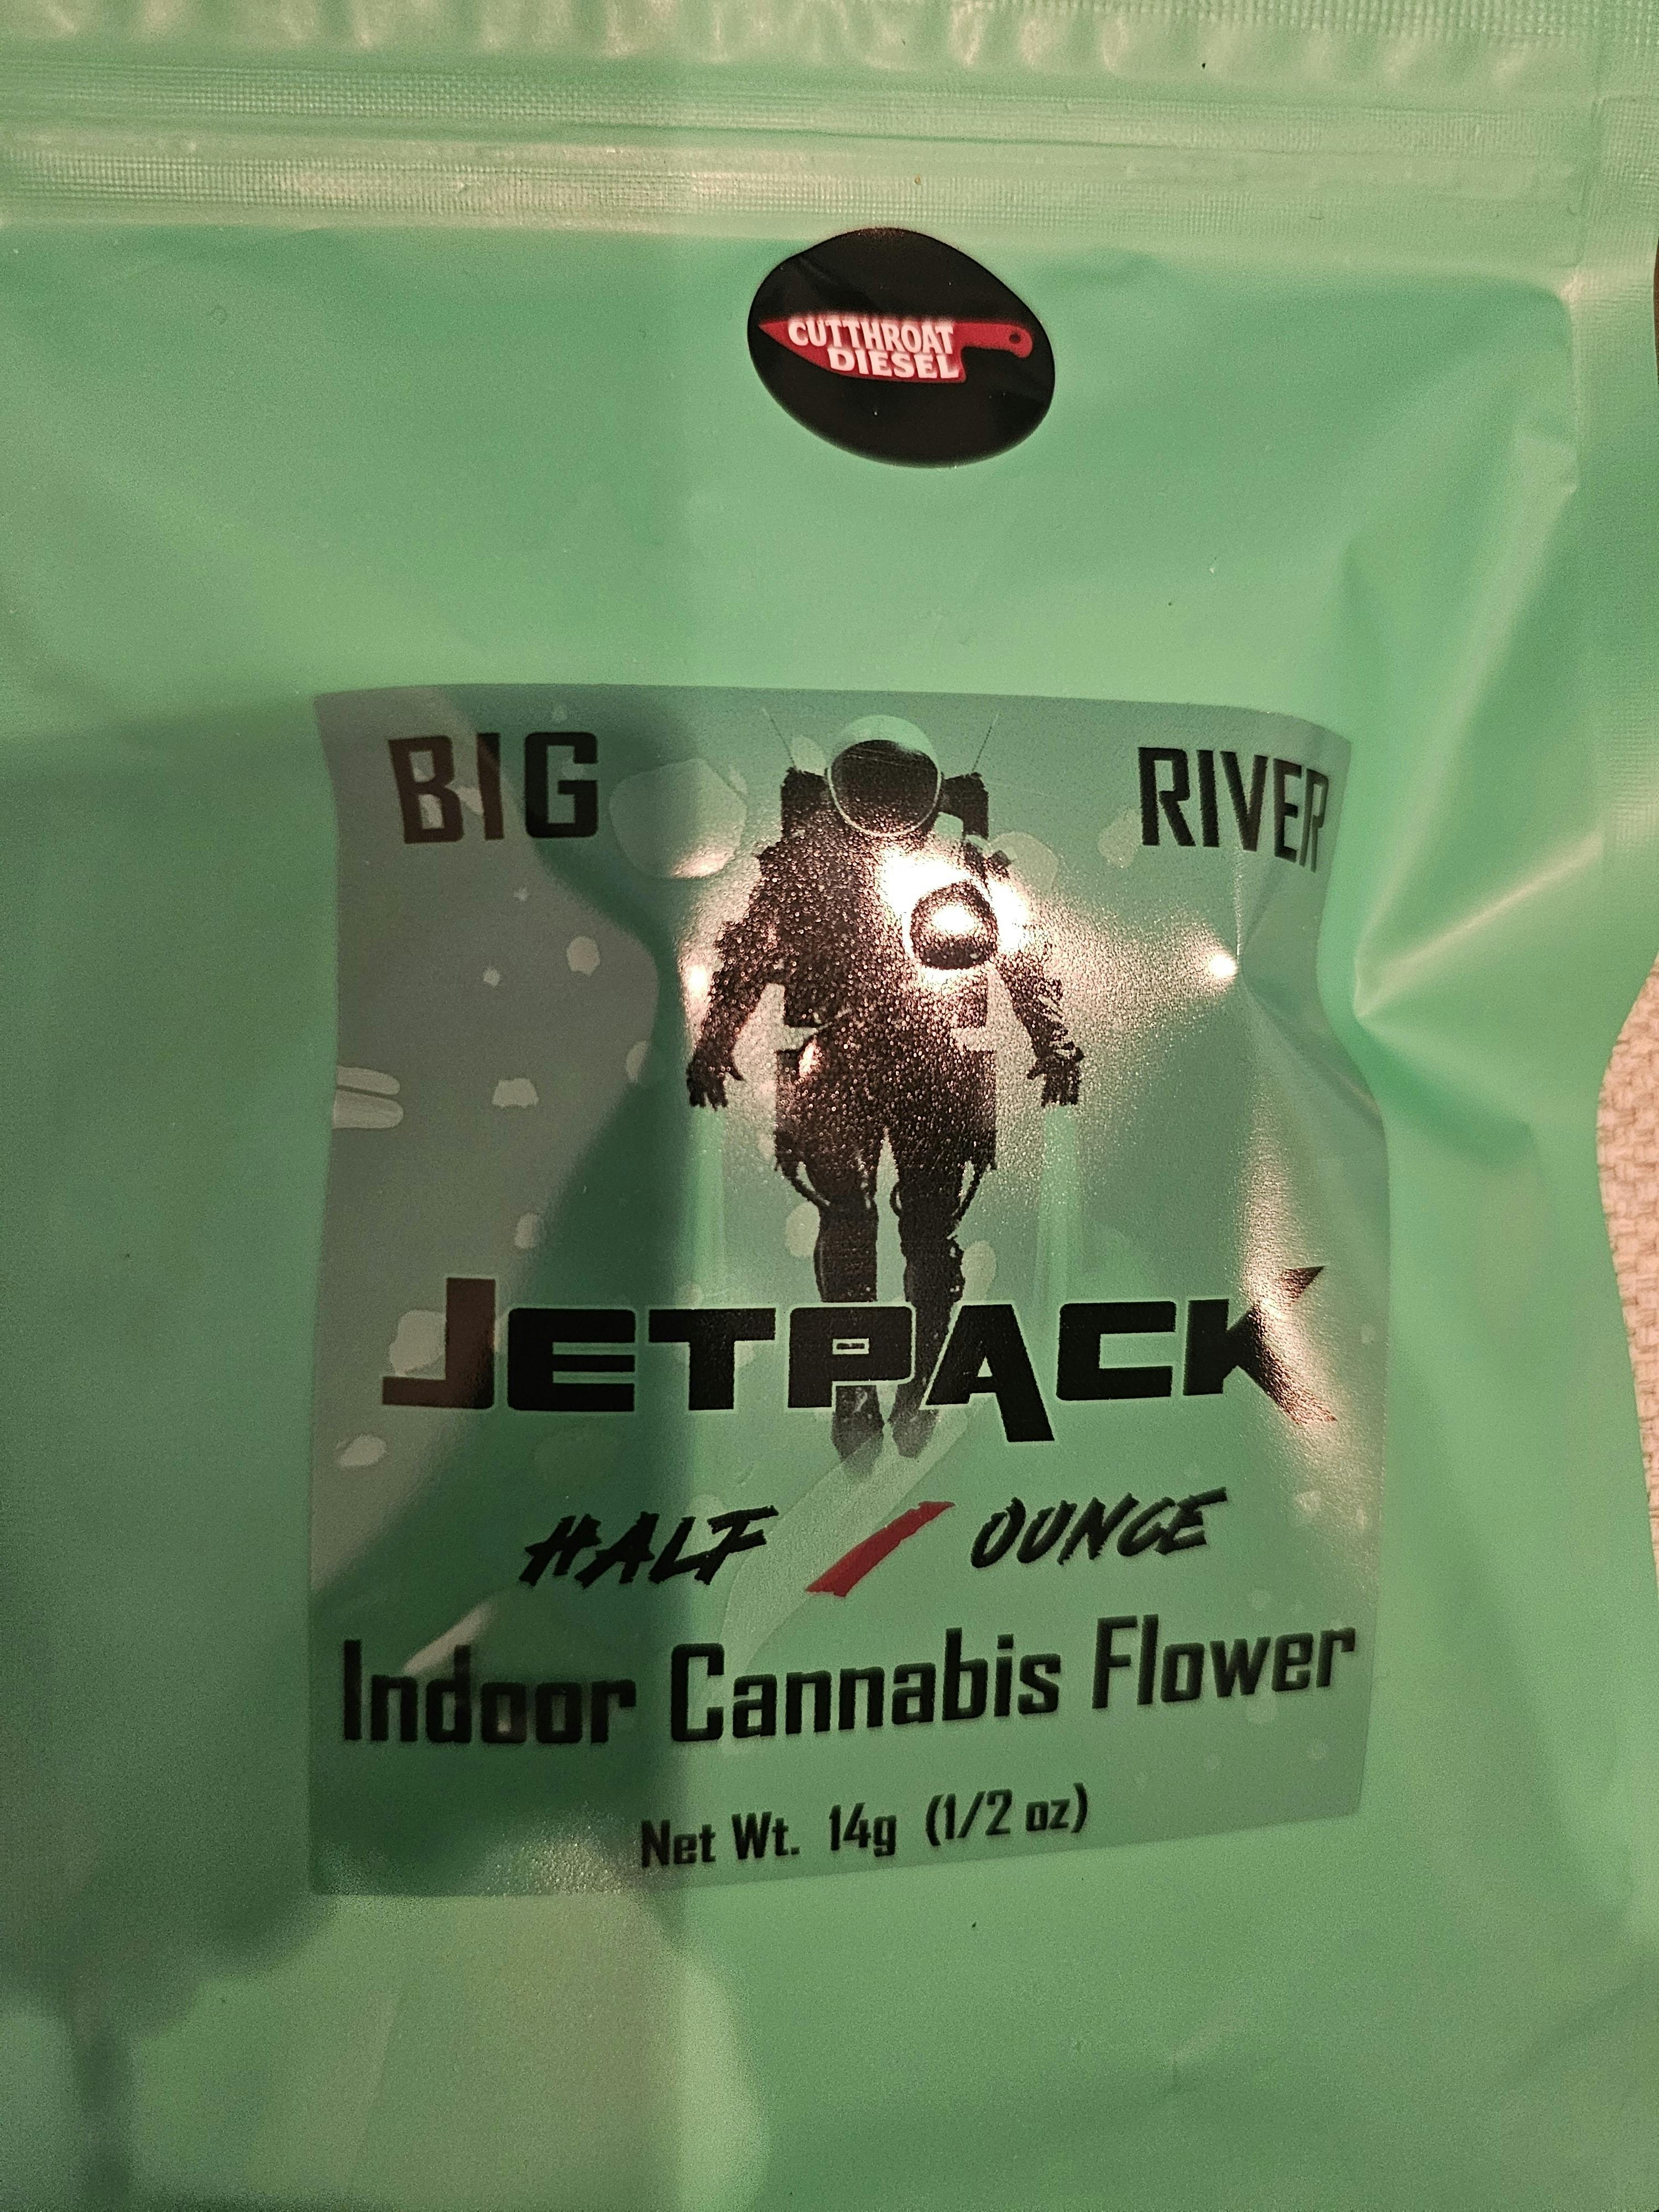 CUTTHROAT
DIESEL
BIG RIVER
JETPACK
HALF / OUNCE
Indoor Cannabis Flower
Net Wt. 14g (1/2 oz)